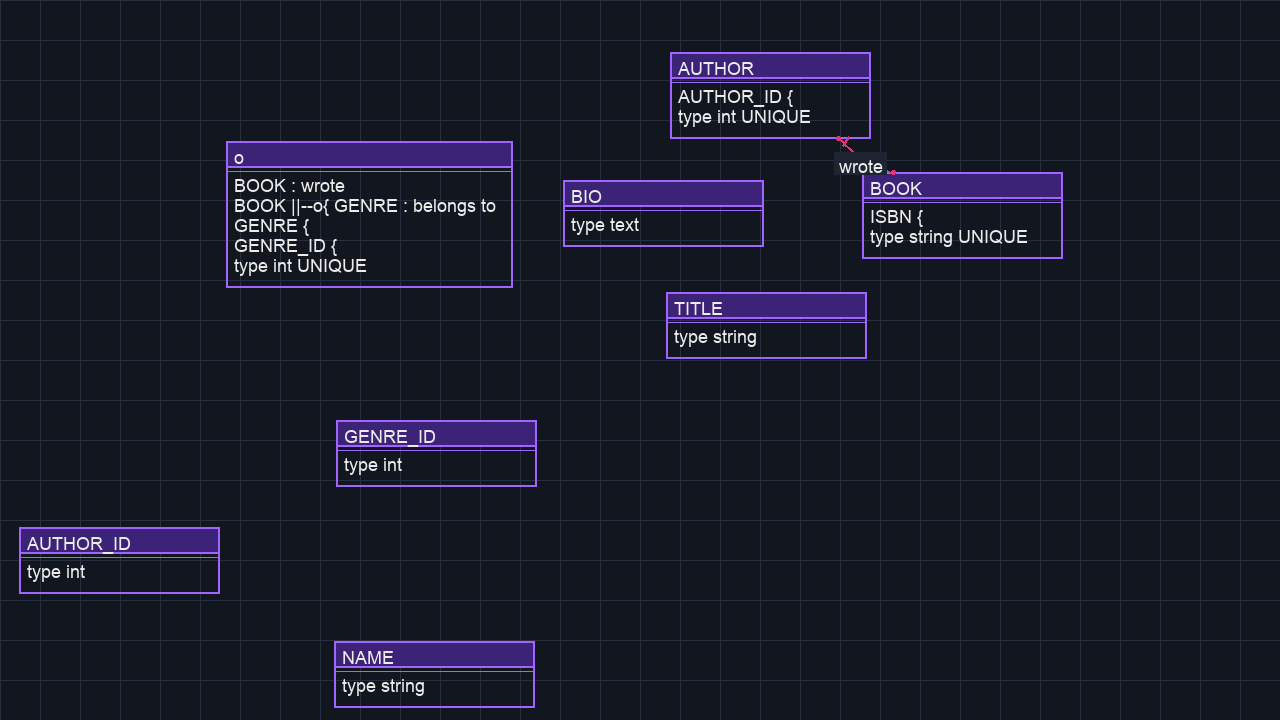 AUTHOR
AUTHOR_ID {
type int UNIQUE
wrote
o
BOOK : wrote
BOOK ||--o{ GENRE : belongs to
GENRE {
GENRE_ID {
type int UNIQUE
BIO
type text
BOOK
ISBN {
type string UNIQUE
TITLE
type string
GENRE_ID
type int
AUTHOR_ID
type int
NAME
type string